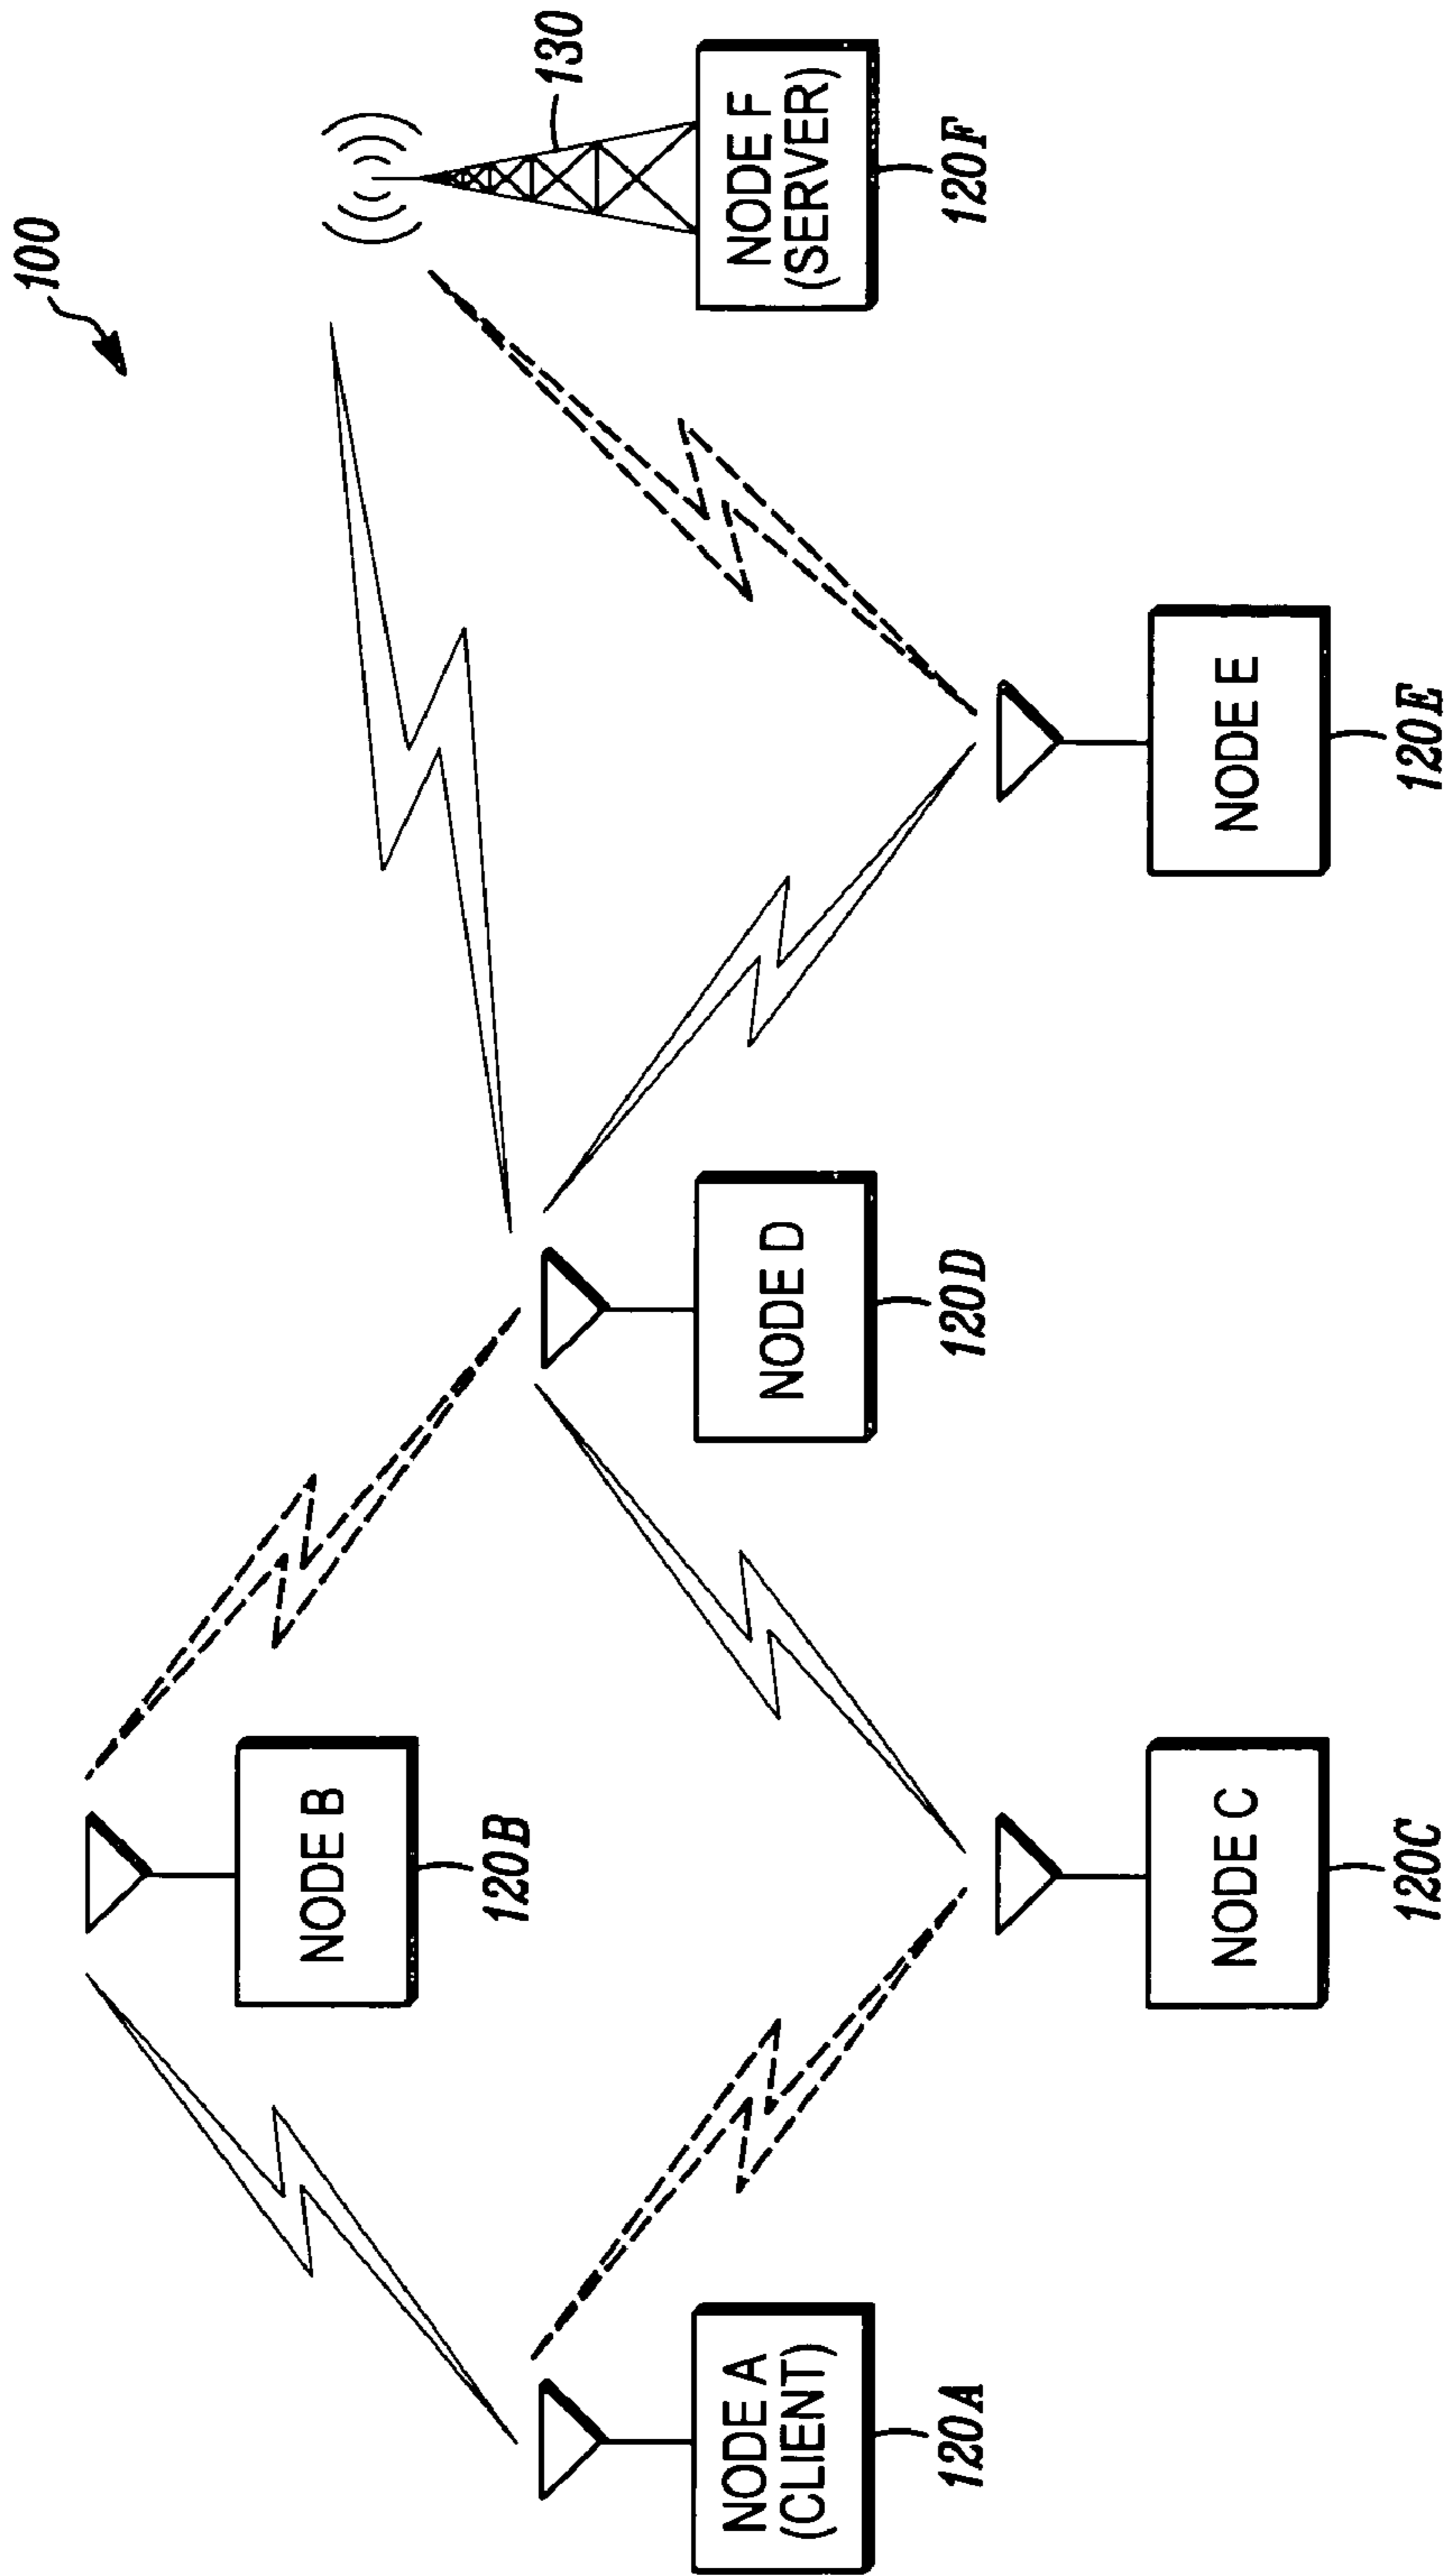 100
130
NODE F
(SERVER)
120F
NODE B
120B
NODE D
120D
NODE A
(CLIENT)
120A
NODE E
120E
NODE C
120C